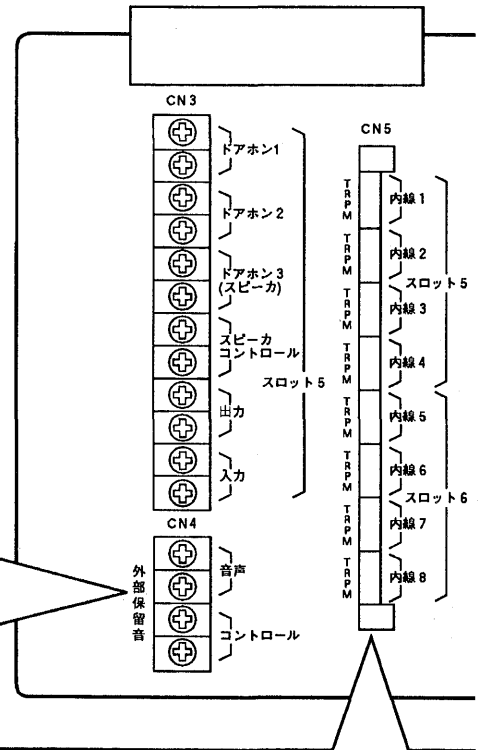 CN3
ドアホン1
ドアホン2
ドアホン3
(スピーカ)
スピーカ
コントロール
出力
入力
スロット5
CN4
外部保留音
音声
コントロール
CN5
TRPM
内線1
TRPM
内線2
TRPM
内線3
TRPM
内線4
スロット5
TRPM
内線5
TRPM
内線6
TRPM
内線7
TRPM
内線8
スロット6